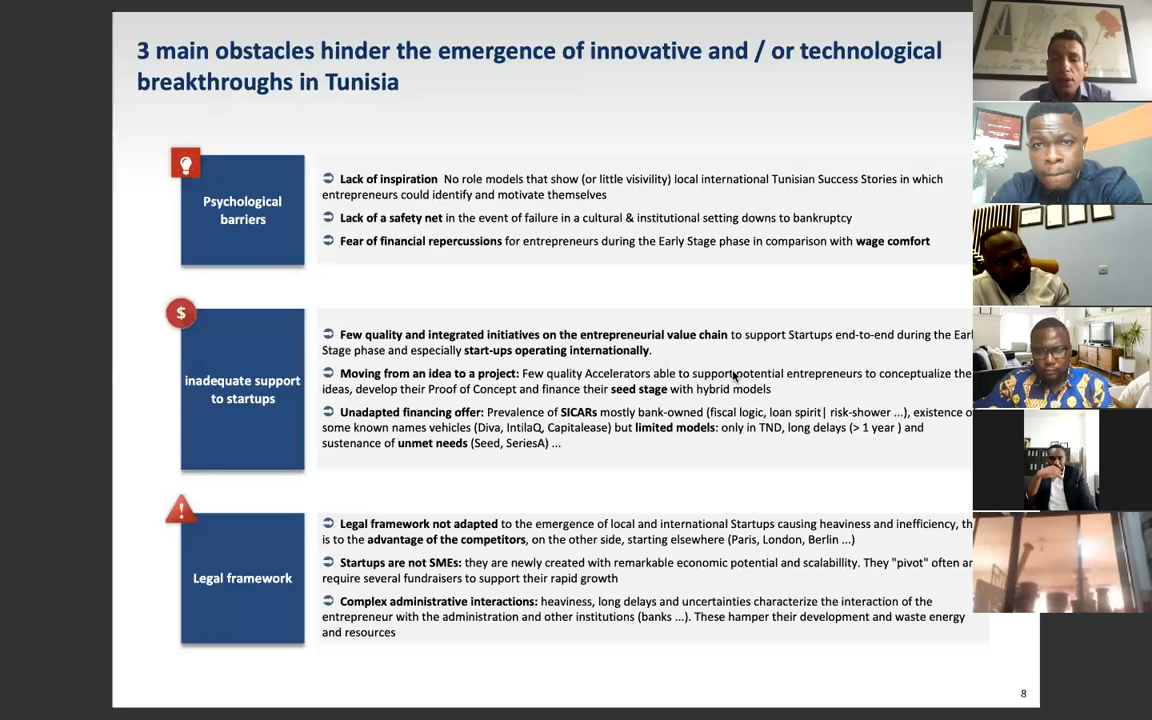 3 main obstacles hinder the emergence of innovative and / or technological
breakthroughs in Tunisia
Psychological
barriers
Lack of inspiration No role models that show (or little visivility) local international Tunisian Success Stories in which
entrepreneurs could identify and motivate themselves
Lack of a safety net in the event of failure in a cultural & institutional setting downs to bankruptcy
Fear of financial repercussions for entrepreneurs during the Early Stage phase in comparison with wage comfort
$
inadequate support
to startups
Few quality and integrated initiatives on the entrepreneurial value chain to support Startups end-to-end during the Earl
Stage phase and especially start-ups operating internationally.
Moving from an idea to a project: Few quality Accelerators able to support potential entrepreneurs to conceptualize the
ideas, develop their Proof of Concept and finance their seed stage with hybrid models
Unadapted financing offer: Prevalence of SICARs mostly bank-owned (fiscal logic, loan spirit| risk-shower ...), existence o
some known names vehicles (Diva, IntilaQ, Capitalease) but limited models: only in TND, long delays (> 1 year ) and
sustenance of unmet needs (Seed, SeriesA) ...
!
Legal framework
Legal framework not adapted to the emergence of local and international Startups causing heaviness and inefficiency, th
is to the advantage of the competitors, on the other side, starting elsewhere (Paris, London, Berlin ...)
Startups are not SMEs: they are newly created with remarkable economic potential and scalabillity. They "pivot" often an
require several fundraisers to support their rapid growth
Complex administrative interactions: heaviness, long delays and uncertainties characterize the interaction of the
entrepreneur with the administration and other institutions (banks ...). These hamper their development and waste energy
and resources
8